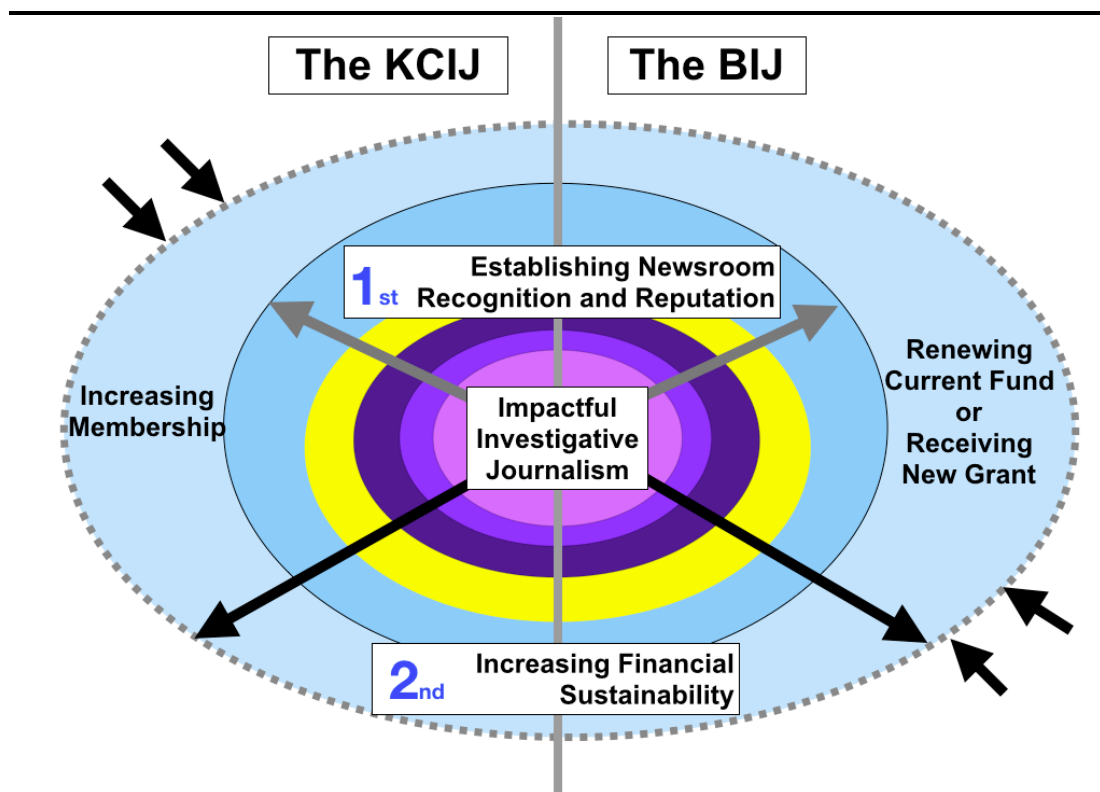 The KCIJ
The BIJ
1st
Establishing Newsroom
Recognition and Reputation
Increasing
Membership
Impactful
Investigative
Journalism
Renewing
Current Fund
or
Receiving
New Grant
2nd
Increasing Financial
Sustainability